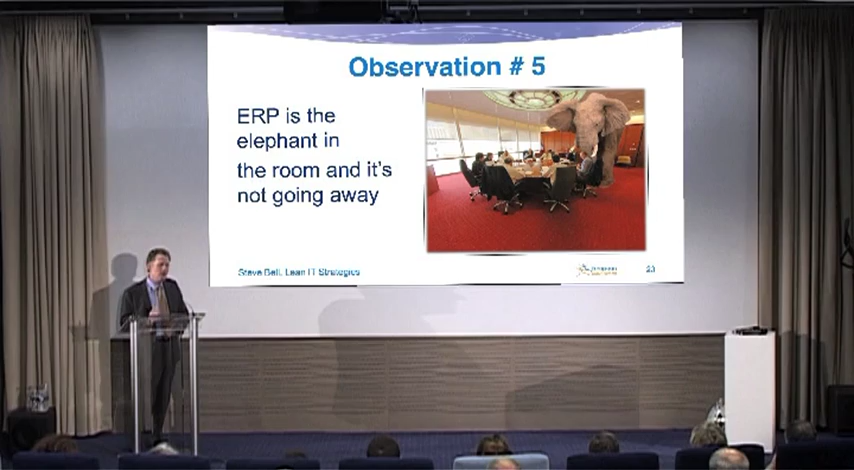 Observation # 5
ERP is the
elephant in
the room and it's
not going away
Steve Bell, Lean IT Strategies
23